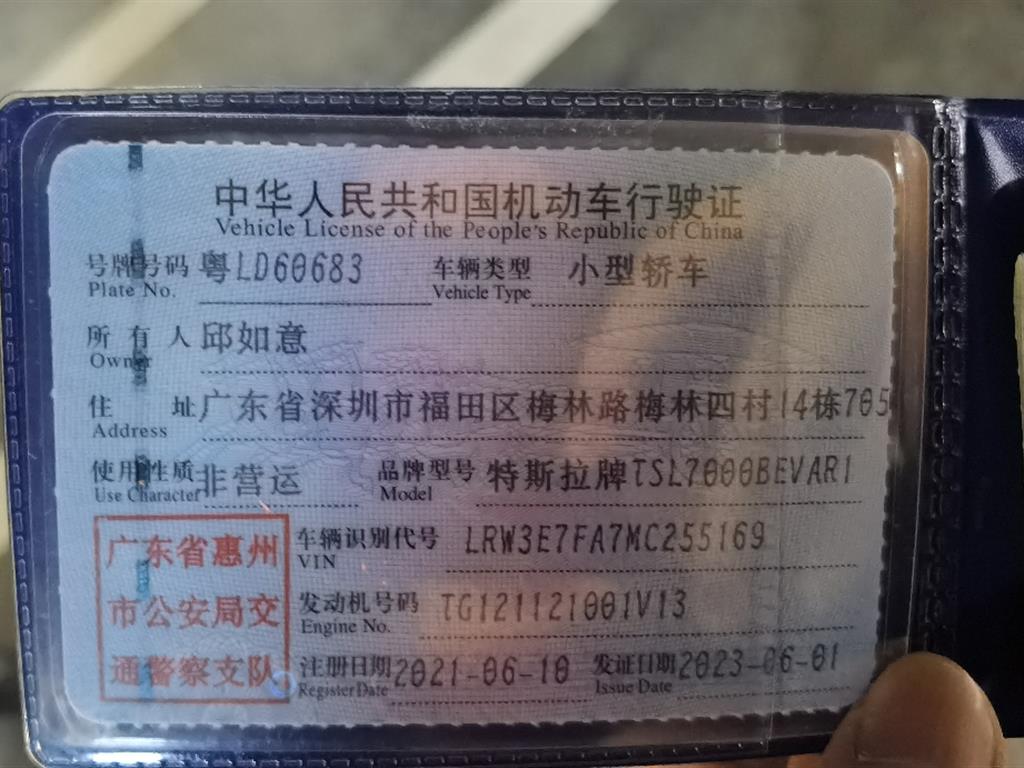 中华人民共和国机动车行驶证
Vehicle License of the People's Republic of China
号牌号码 粤LD60683 车辆类型 小型轿车
Plate No. Vehicle Type
所有人 邱如意
Owner
住址 广东省深圳市福田区梅林路梅林四村14栋705
Address
使用性质 非营运 品牌型号 特斯拉牌TSL7000BEVAR1
Use Character Model
广东省惠州
市公安局交
通警察支队
车辆识别代号 LRW3E7FA7MC255169
VIN
发动机号码 TG121121001V13
Engine No.
注册日期 2021-06-10 发证日期 2023-06-01
Register Date Issue Date